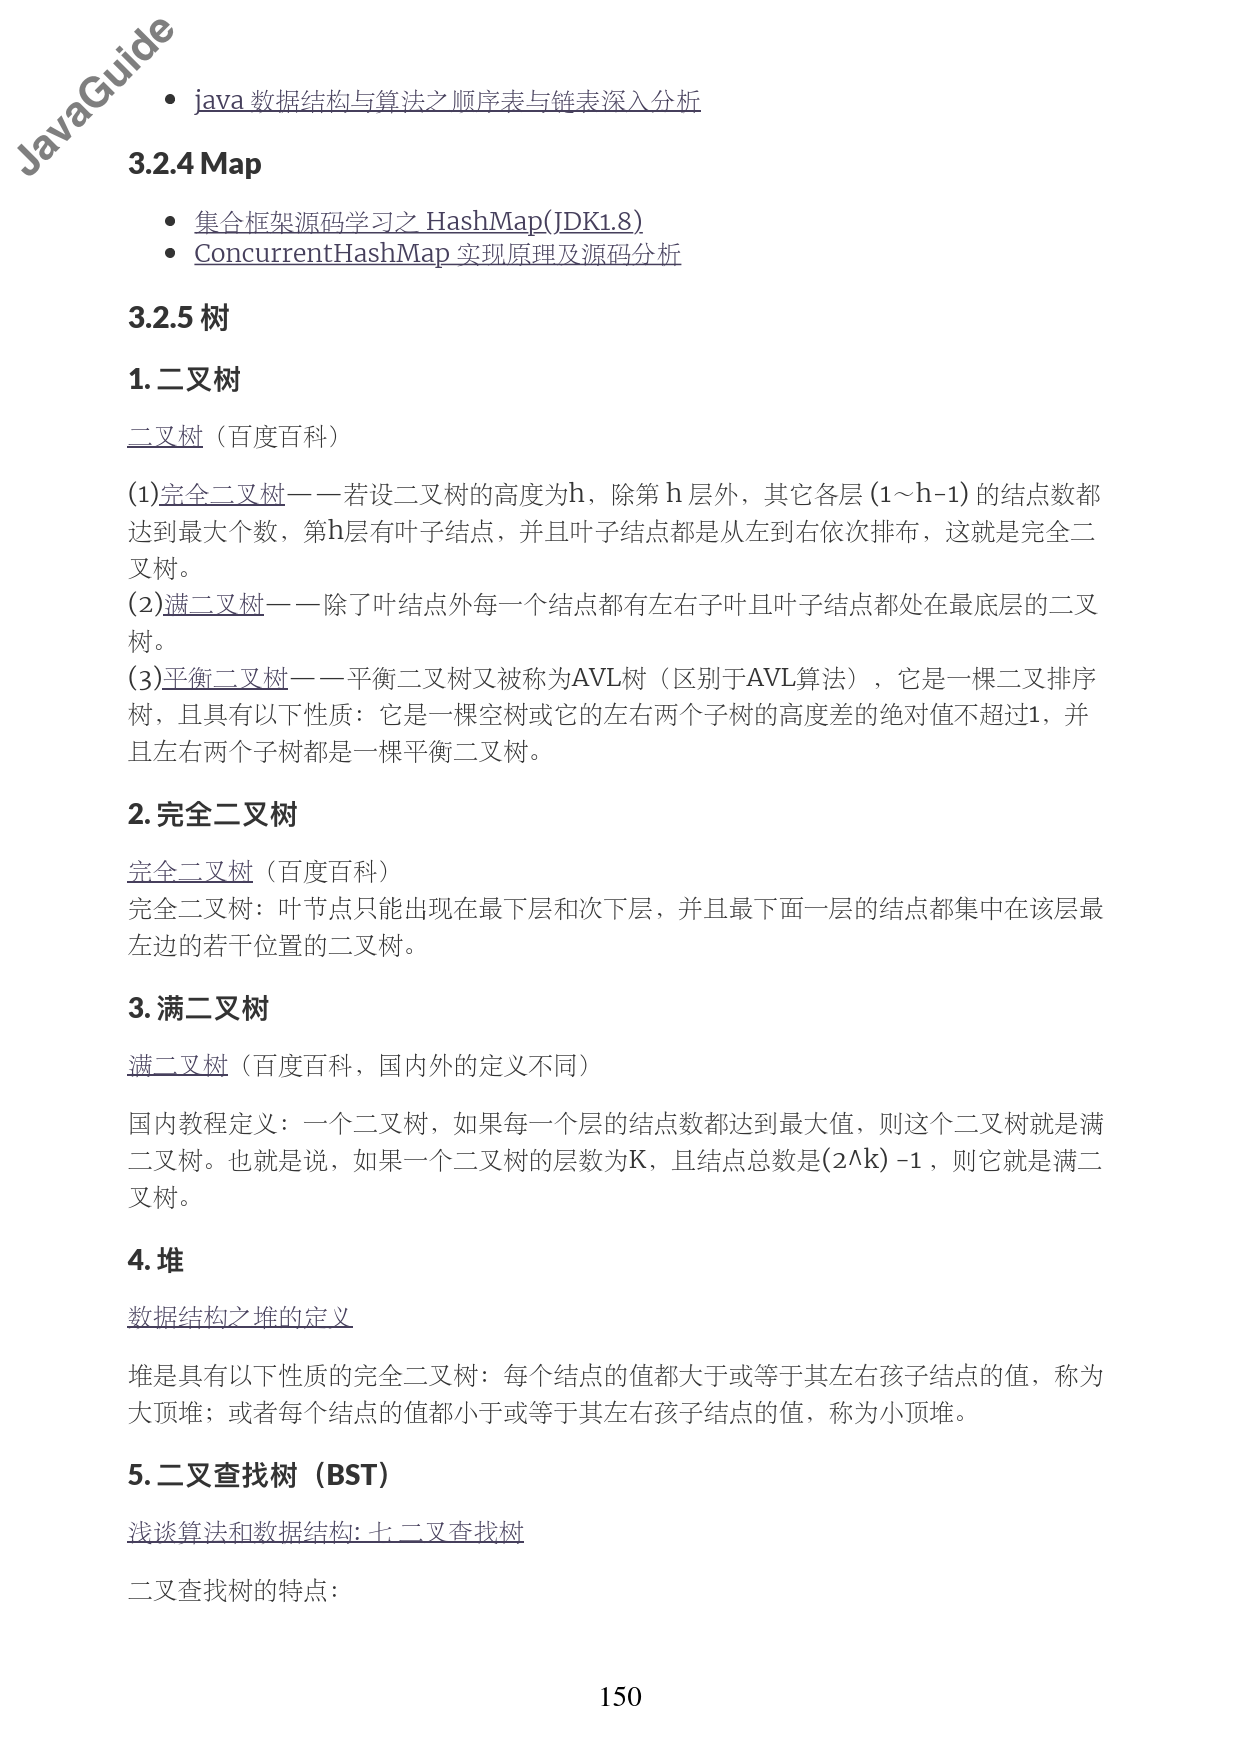 JavaGuide
java 数据结构与算法之顺序表与链表深入分析
3.2.4 Map
集合框架源码学习之 HashMap(JDK1.8)
ConcurrentHashMap 实现原理及源码分析
3.2.5 树
1. 二叉树
二叉树（百度百科）
(1)完全二叉树——若设二叉树的高度为h，除第 h 层外，其它各层 (1～h-1) 的结点数都
达到最大个数，第h层有叶子结点，并且叶子结点都是从左到右依次排布，这就是完全二
叉树。
(2)满二叉树——除了叶结点外每一个结点都有左右子叶且叶子结点都处在最底层的二叉
树。
(3)平衡二叉树——平衡二叉树又被称为AVL树（区别于AVL算法），它是一棵二叉排序
树，且具有以下性质：它是一棵空树或它的左右两个子树的高度差的绝对值不超过1，并
且左右两个子树都是一棵平衡二叉树。
2. 完全二叉树
完全二叉树（百度百科）
完全二叉树：叶节点只能出现在最下层和次下层，并且最下面一层的结点都集中在该层最
左边的若干位置的二叉树。
3. 满二叉树
满二叉树（百度百科，国内外的定义不同）
国内教程定义：一个二叉树，如果每一个层的结点数都达到最大值，则这个二叉树就是满
二叉树。也就是说，如果一个二叉树的层数为K，且结点总数是(2^k) -1 ，则它就是满二
叉树。
4. 堆
数据结构之堆的定义
堆是具有以下性质的完全二叉树：每个结点的值都大于或等于其左右孩子结点的值，称为
大顶堆；或者每个结点的值都小于或等于其左右孩子结点的值，称为小顶堆。
5. 二叉查找树（BST）
浅谈算法和数据结构: 七 二叉查找树
二叉查找树的特点：
150